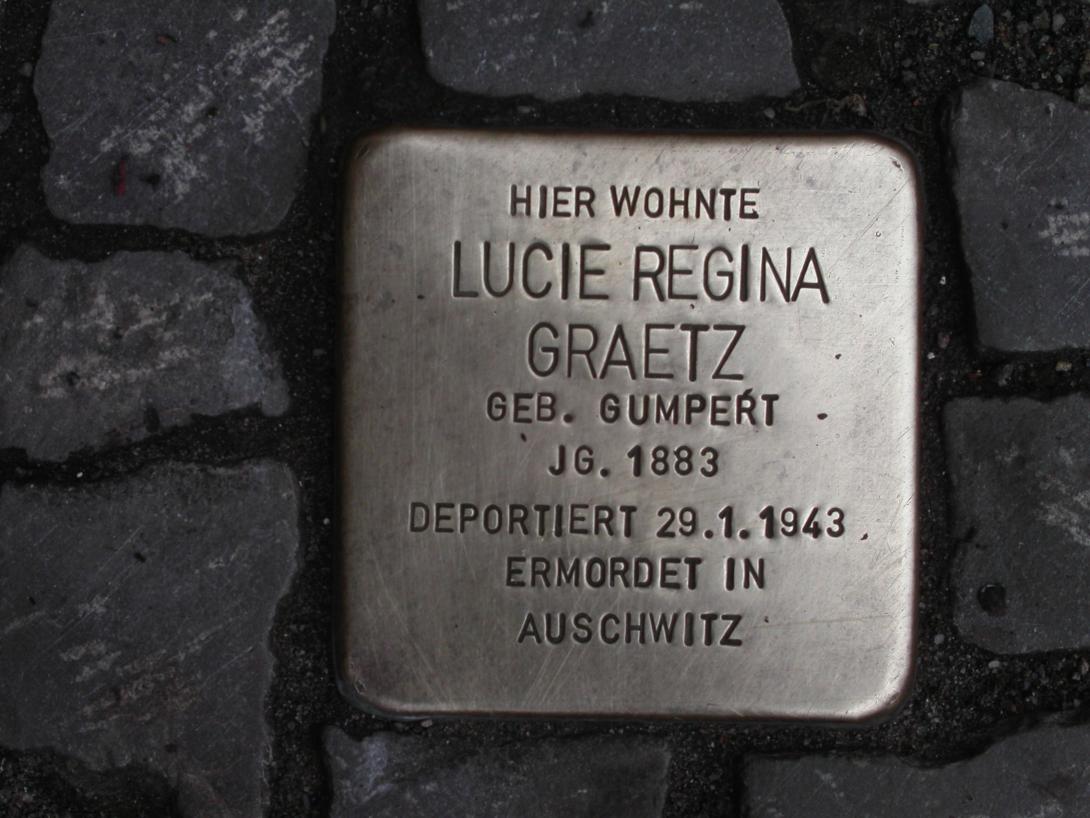 HIER WOHNTE
LUCIE REGINA
GRAETZ
GEB. GUMPERT
JG. 1883
DEPORTIERT 29.1.1943
ERMORDET IN
AUSCHWITZ